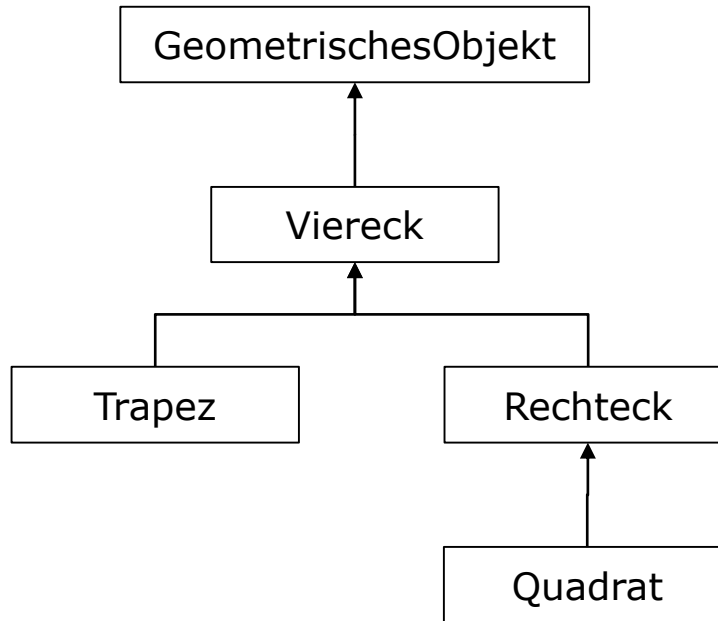 GeometrischesObjekt
Viereck
Trapez
Rechteck
Quadrat